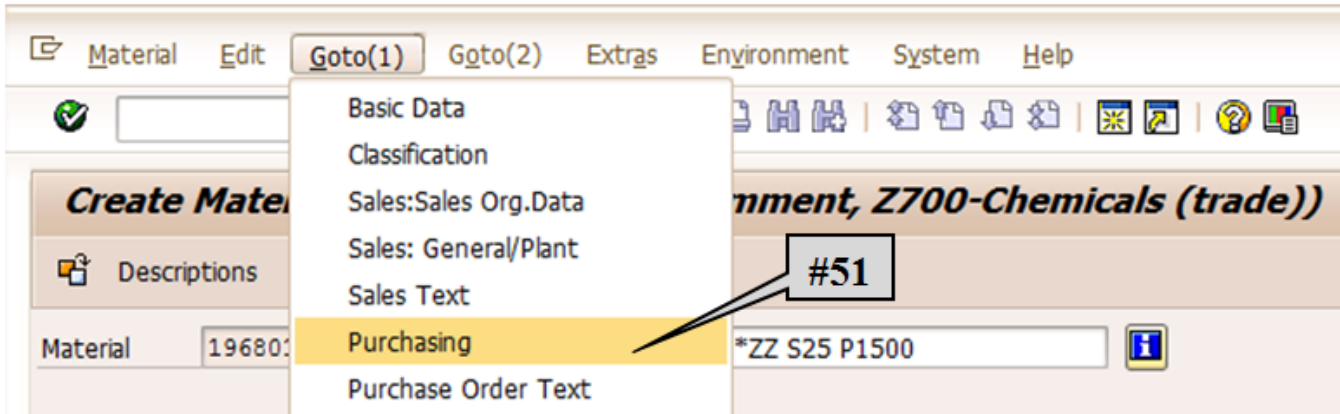 Material Edit Goto(1) Goto(2) Extras Environment System Help
Basic Data
Classification
Create Mate nment, Z700-Chemicals (trade))
Sales:Sales Org.Data
Sales: General/Plant
Descriptions
#51
Sales Text
Material 19680 Purchasing *ZZ S25 P1500
Purchase Order Text